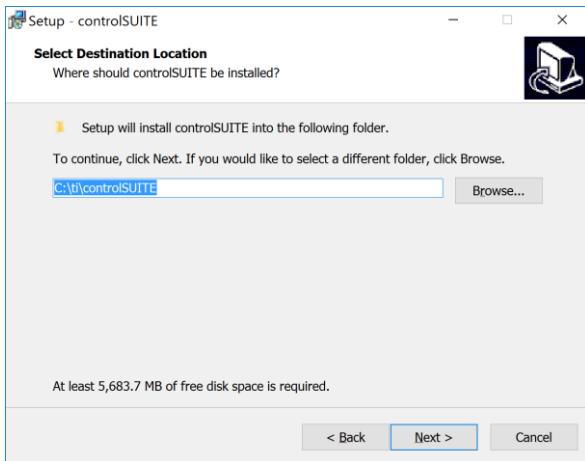 Setup - controlSUITE
Select Destination Location
Where should controlSUITE be installed?
Setup will install controlSUITE into the following folder.
To continue, click Next. If you would like to select a different folder, click Browse.
C:\ti\controlSUITE
Browse...
At least 5,683.7 MB of free disk space is required.
< Back
Next >
Cancel